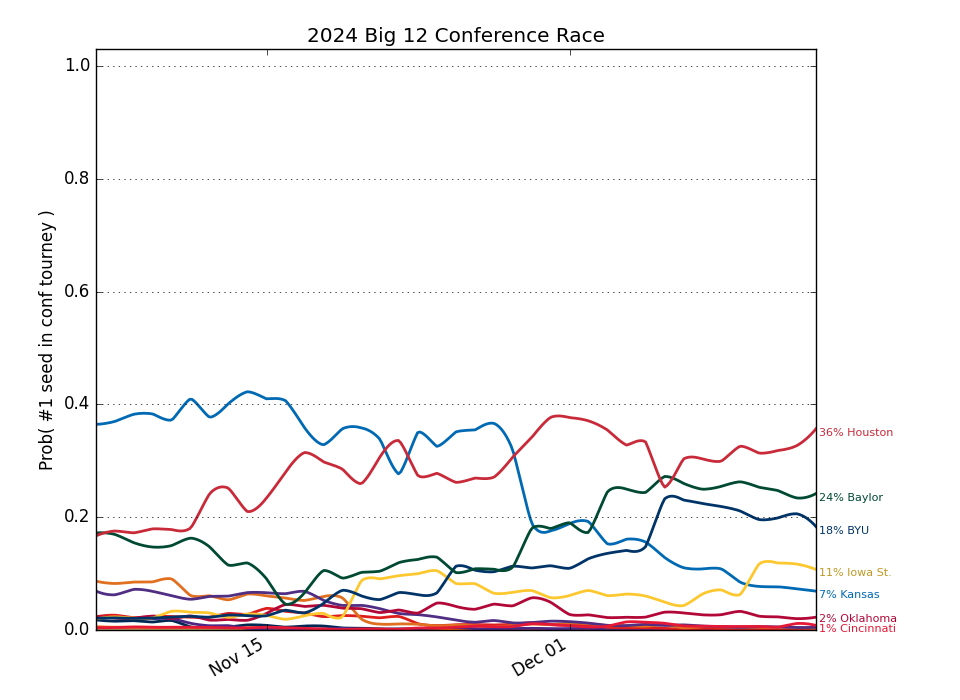 2024 Big 12 Conference Race
Prob( #1 seed in conf tourney )
1.0
0.8
0.6
0.4
0.2
0.0
Nov 15
Dec 01
36% Houston
24% Baylor
18% BYU
11% Iowa St.
7% Kansas
2% Oklahoma
1% Cincinnati